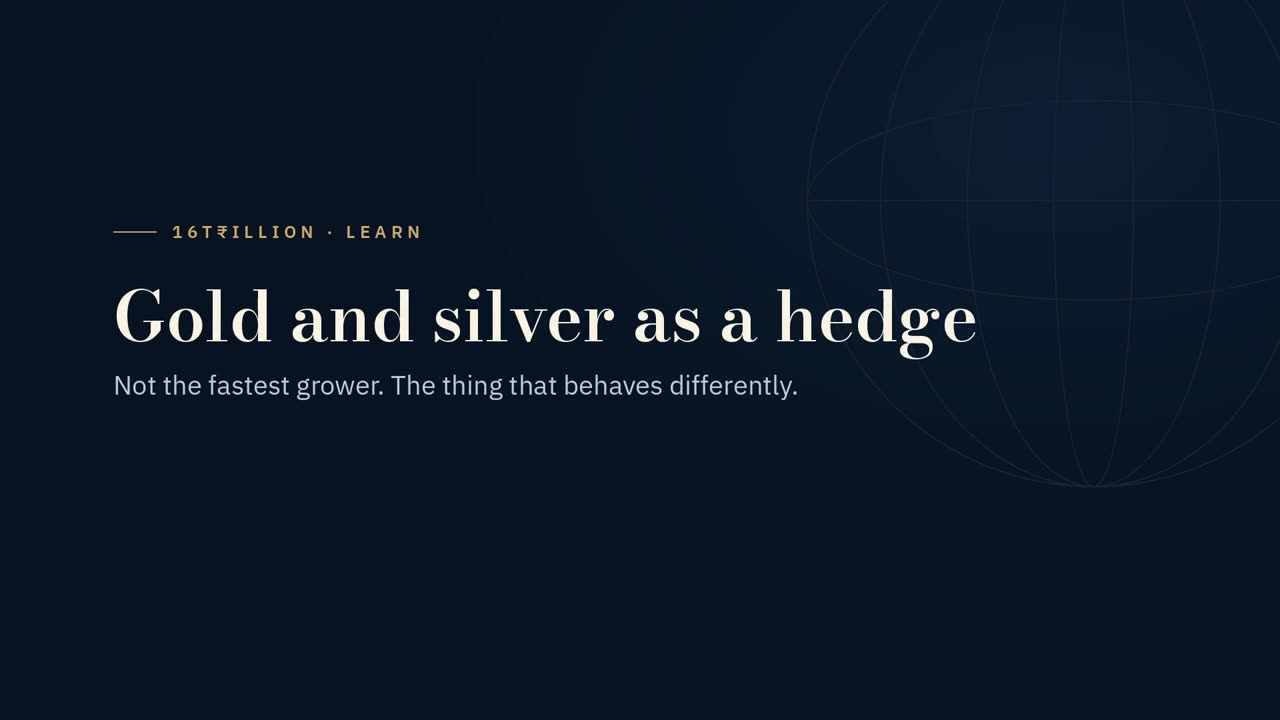 16T₹ILLION · LEARN
Gold and silver as a hedge
Not the fastest grower. The thing that behaves differently.